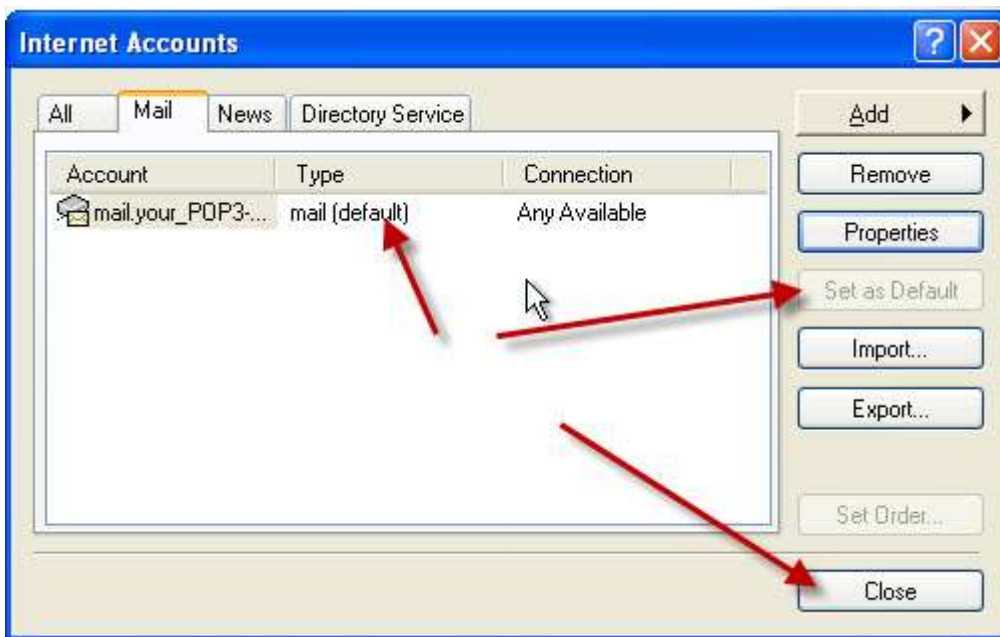 Internet Accounts
?
All Mail News Directory Service
Account Type Connection
mail.your_POP3-... mail (default) Any Available
Add
Remove
Properties
Set as Default
Import...
Export...
Set Order...
Close